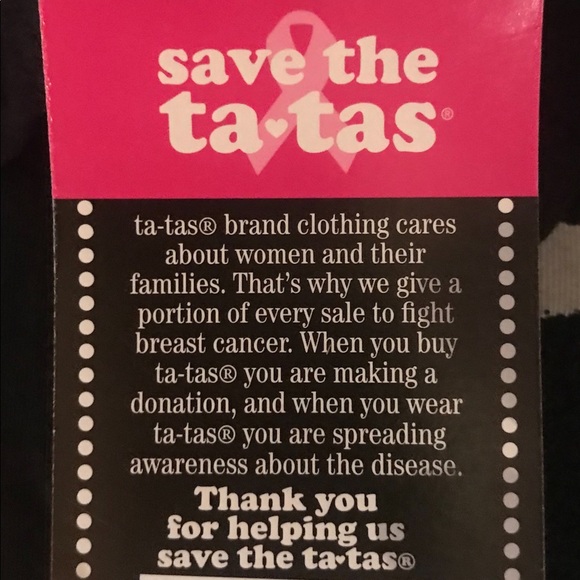 save the
ta♥tas®
ta-tas® brand clothing cares
about women and their
families. That's why we give a
portion of every sale to fight
breast cancer. When you buy
ta-tas® you are making a
donation, and when you wear
ta-tas® you are spreading
awareness about the disease.
Thank you
for helping us
save the ta♥tas®